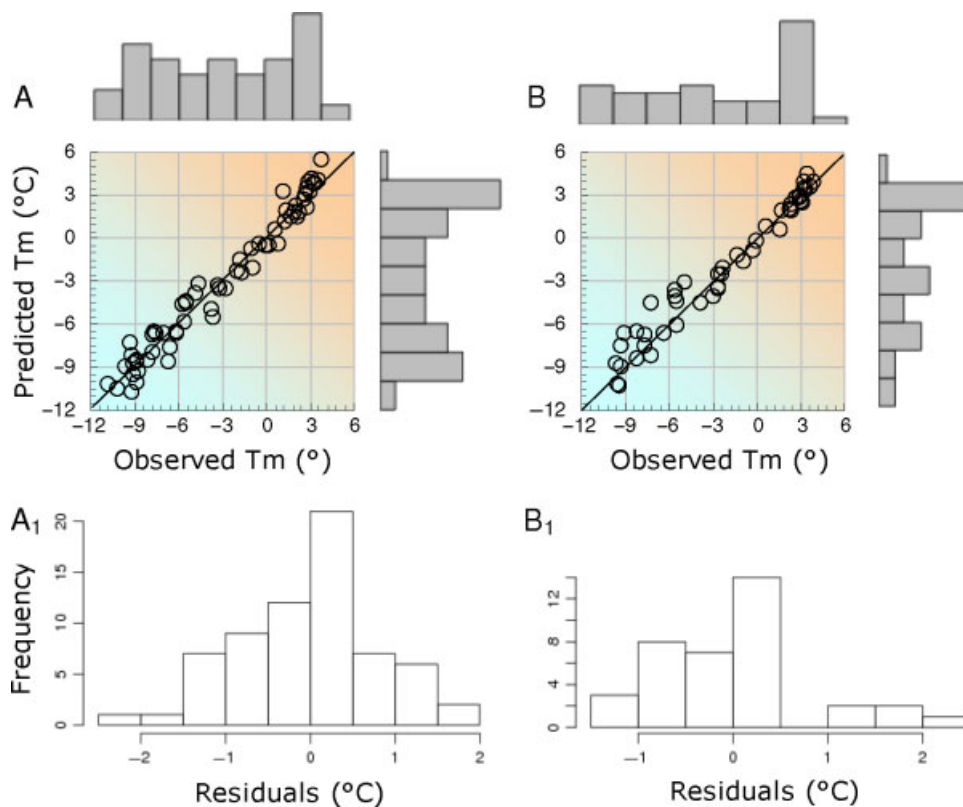 A
B
Predicted Tm (°C)
6
3
0
−3
−6
−9
−12
−12 −9 −6 −3 0 3 6
Observed Tm (°)
6
3
0
−3
−6
−9
−12
−12 −9 −6 −3 0 3 6
Observed Tm (°)
A1
Frequency
20
15
10
5
0
−2 −1 0 1 2
Residuals (°C)
B1
12
8
4
0
−1 0 1 2
Residuals (°C)